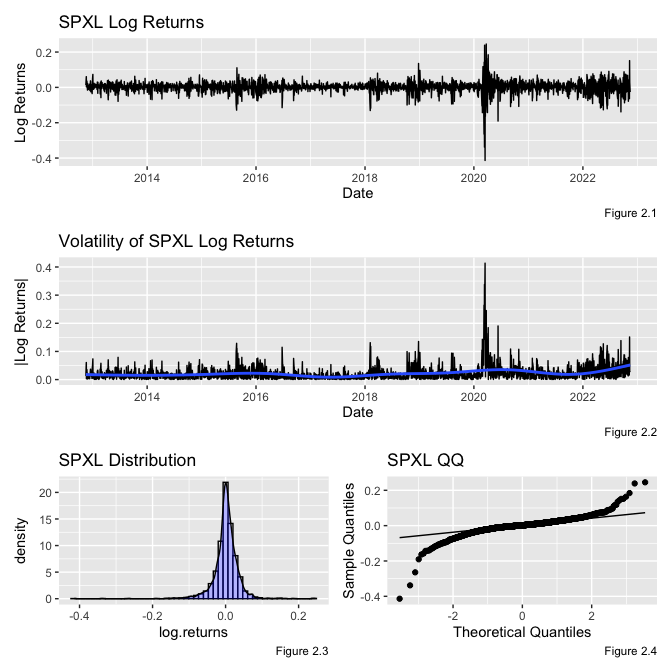 SPXL Log Returns
Log Returns
0.2
0.0
-0.2
-0.4
2014 2016 2018 2020 2022
Date
Figure 2.1
Volatility of SPXL Log Returns
|Log Returns|
0.4
0.3
0.2
0.1
0.0
2014 2016 2018 2020 2022
Date
Figure 2.2
SPXL Distribution
density
20
15
10
5
0
-0.4 -0.2 0.0 0.2
log.returns
Figure 2.3
SPXL QQ
Sample Quantiles
0.2
0.0
-0.2
-0.4
-2 0 2
Theoretical Quantiles
Figure 2.4